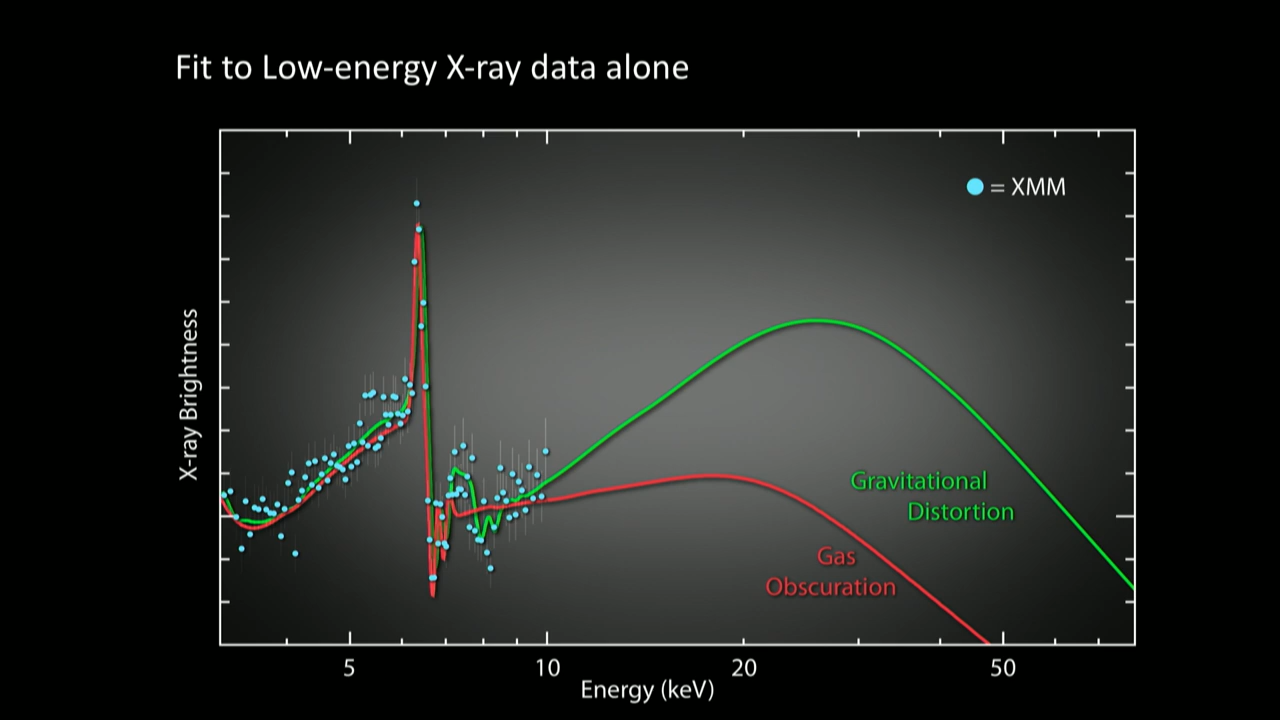 Fit to Low-energy X-ray data alone
= XMM
X-ray Brightness
Gravitational
Distortion
Gas
Obscuration
5 10 20 50
Energy (keV)